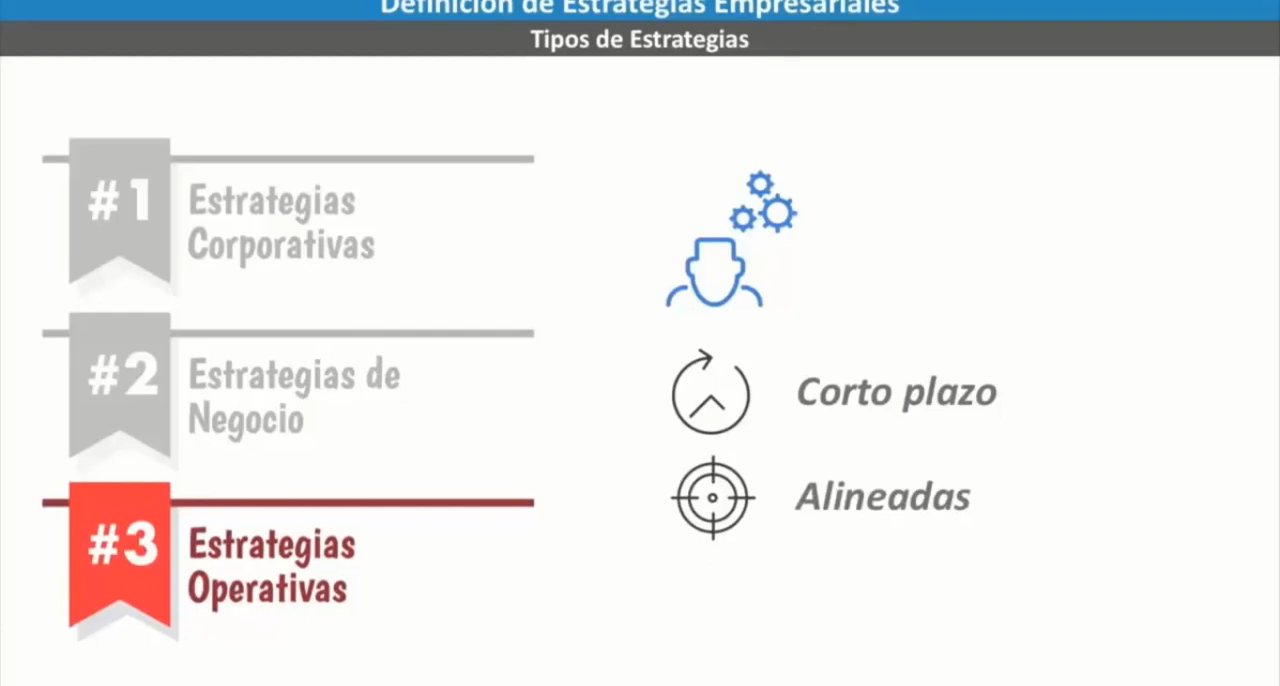 Definición de Estrategias Empresariales
Tipos de Estrategias
#1
Estrategias
Corporativas
#2
Estrategias de
Negocio
#3
Estrategias
Operativas
Corto plazo
Alineadas